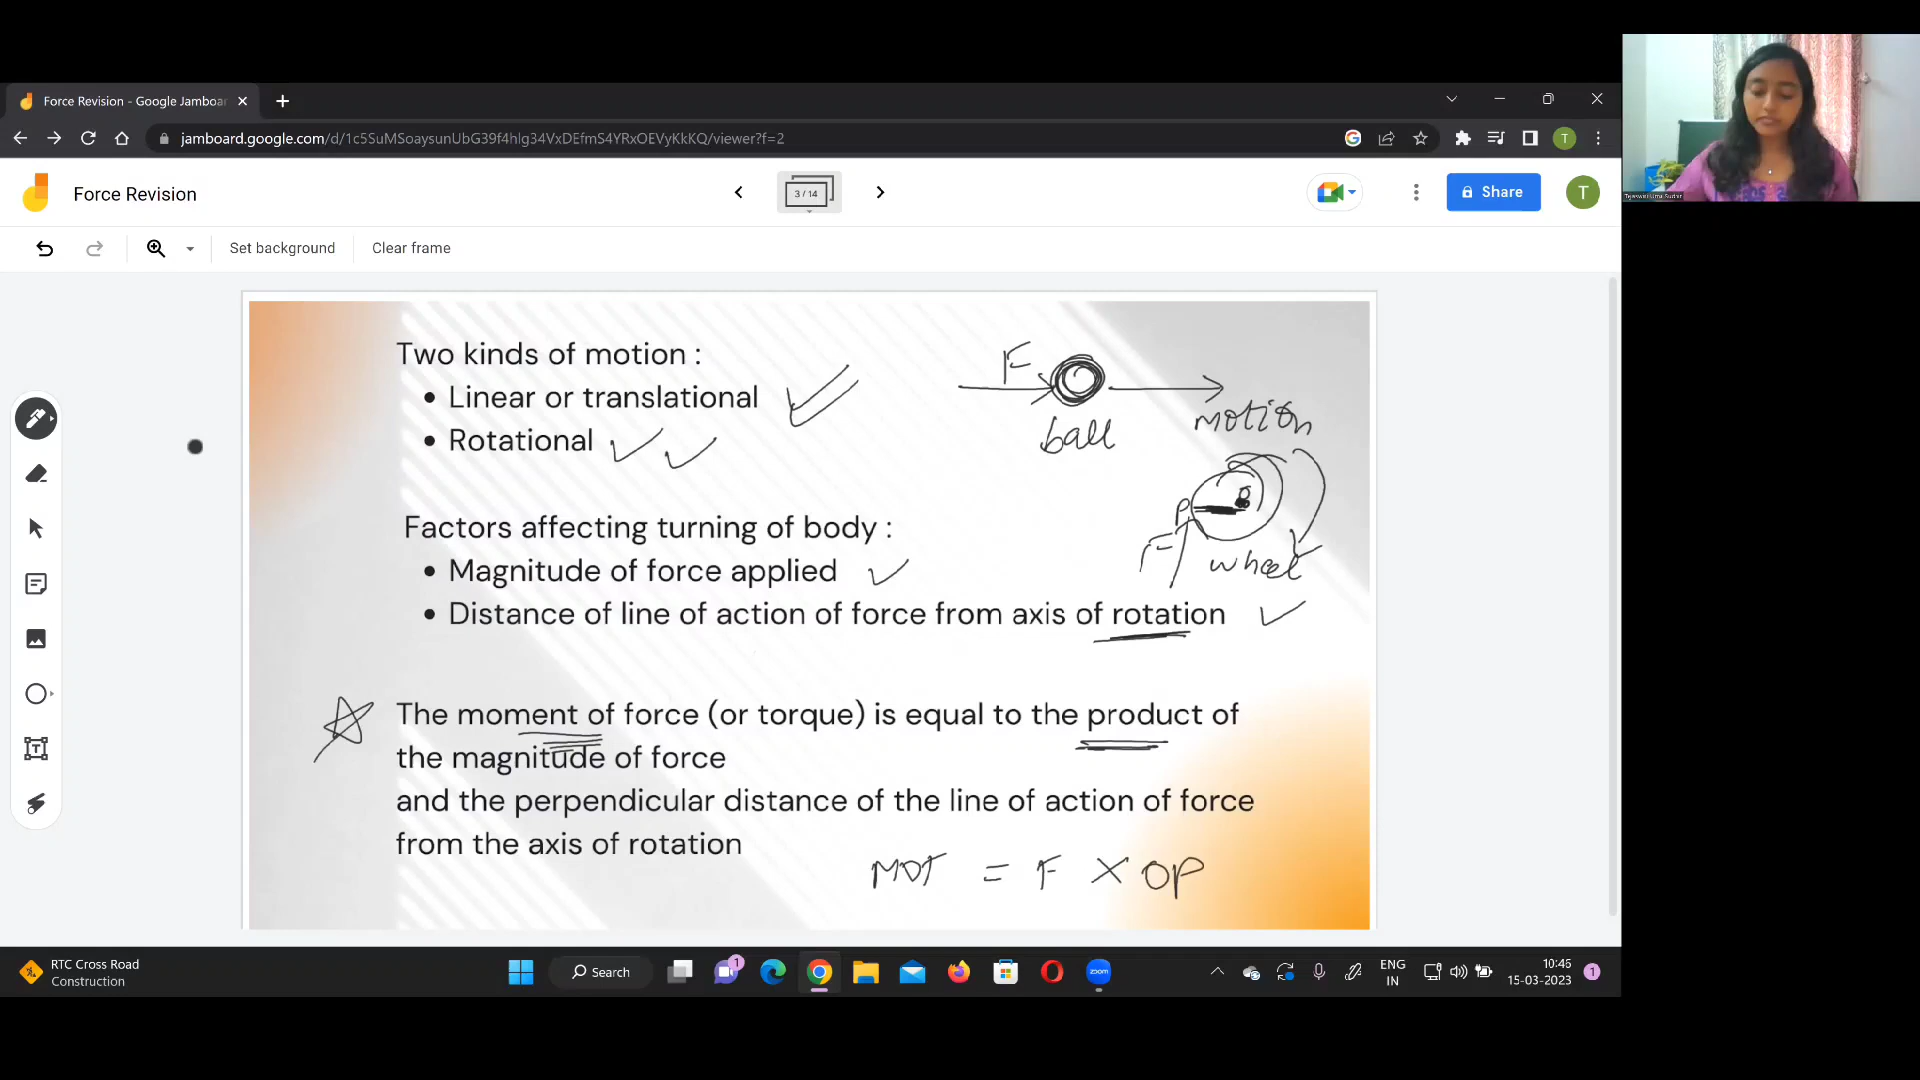 Force Revision - Google Jamboar
jamboard.google.com/d/1c5SuMSoaysunUbG39f4hlg34VxDEfmS4YRxOEVyKkKQ/viewer?f=2
T
Force Revision
3 / 14
Share
T
Set background
Clear frame
Two kinds of motion :
• Linear or translational
• Rotational
F
ball
motion
P
O
F
wheel
Factors affecting turning of body :
• Magnitude of force applied
• Distance of line of action of force from axis of rotation
The moment of force (or torque) is equal to the product of
the magnitude of force
and the perpendicular distance of the line of action of force
from the axis of rotation
MOF = F × OP
RTC Cross Road
Construction
Search
1
zoom
ENG
IN
10:45
15-03-2023
1